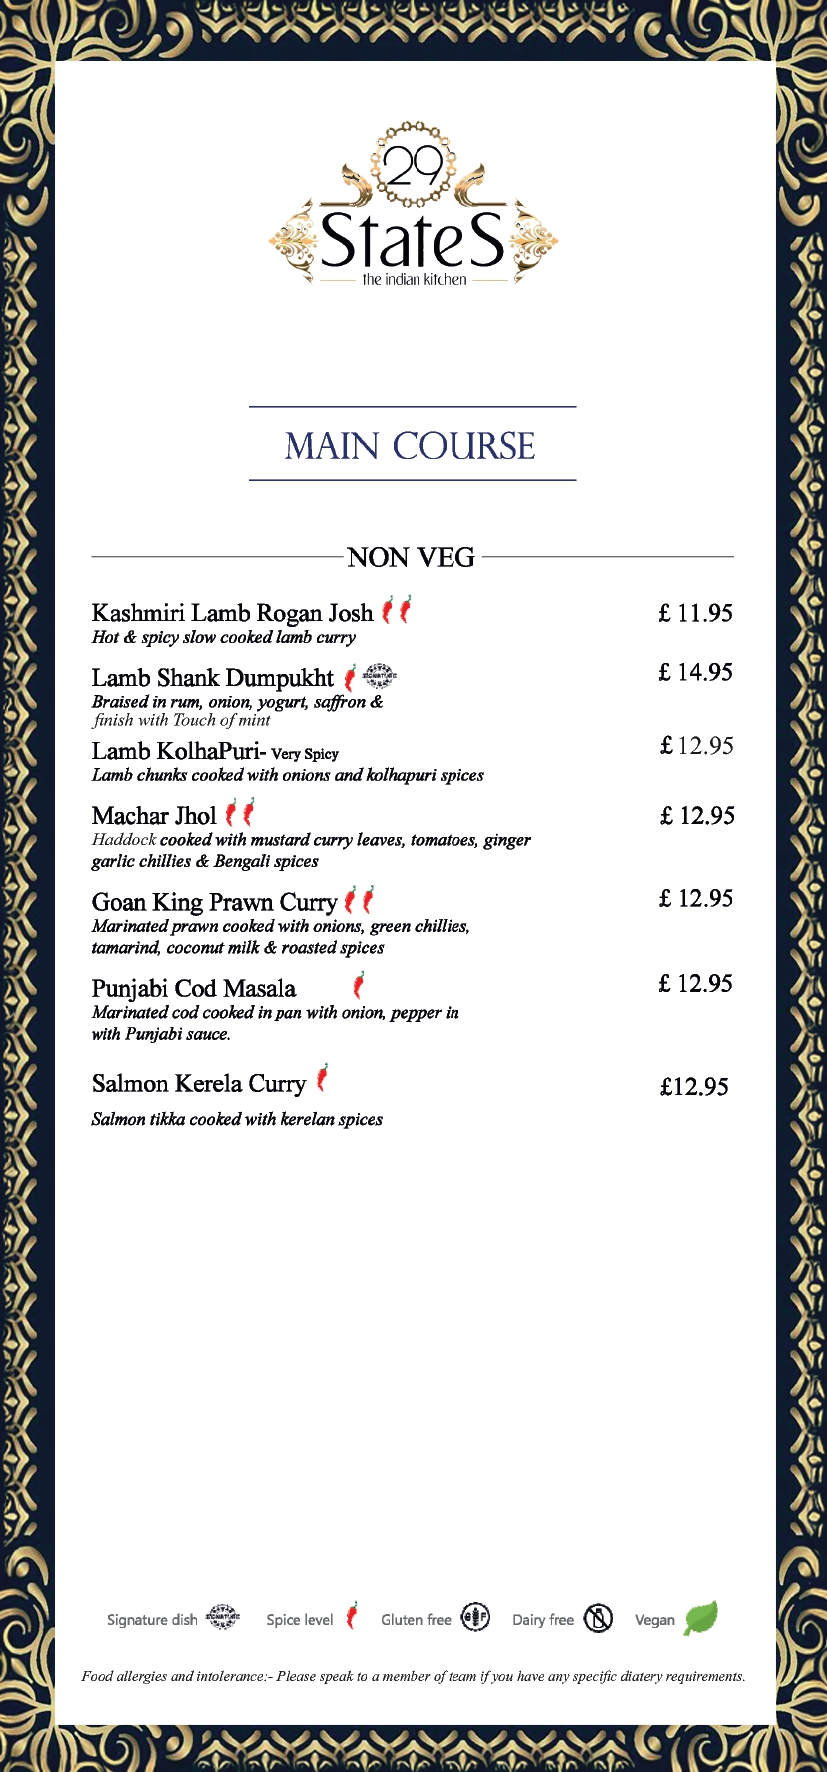 29
StateS
the indian kitchen
MAIN COURSE
NON VEG
Kashmiri Lamb Rogan Josh £ 11.95
Hot & spicy slow cooked lamb curry
Lamb Shank Dumpukht SIGNATURE £ 14.95
Braised in rum, onion, yogurt, saffron &
finish with Touch of mint
Lamb KolhaPuri- Very Spicy £ 12.95
Lamb chunks cooked with onions and kolhapuri spices
Machar Jhol £ 12.95
Haddock cooked with mustard curry leaves, tomatoes, ginger
garlic chillies & Bengali spices
Goan King Prawn Curry £ 12.95
Marinated prawn cooked with onions, green chillies,
tamarind, coconut milk & roasted spices
Punjabi Cod Masala £ 12.95
Marinated cod cooked in pan with onion, pepper in
with Punjabi sauce.
Salmon Kerela Curry £12.95
Salmon tikka cooked with kerelan spices
Signature dish SIGNATURE Spice level Gluten free G F Dairy free Vegan
Food allergies and intolerance:- Please speak to a member of team if you have any specific diatery requirements.